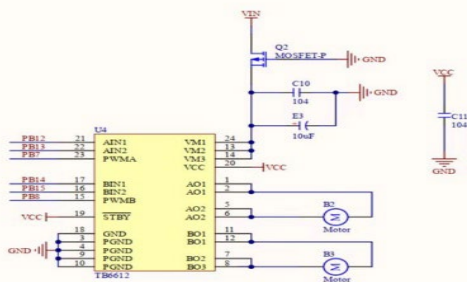 VIN
Q2
MOSFET-P
GND
C10
104
GND
E3
10uF
VCC
C11
104
GND
U4
PB12 21 AIN1 VM1 24
PB13 22 AIN2 VM2 13
PB7 23 PWMA VM3 14
VCC 20 VCC
PB14 17 BIN1 AO1 1
PB15 16 BIN2 AO1 2
PB8 15 PWMB
AO2 5
VCC 19 STBY AO2 6
B2
Motor
18 GND BO1 11
3 PGND BO1 12
GND 4 PGND
9 PGND BO2 7
10 PGND BO3 8
B3
Motor
TB6612
M
M